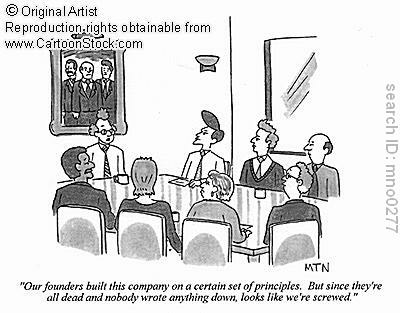 © Original Artist
Reproduction rights obtainable from
www.CartoonStock.com
search ID: mno0277
MTN
"Our founders built this company on a certain set of principles. But since they're
all dead and nobody wrote anything down, looks like we're screwed."